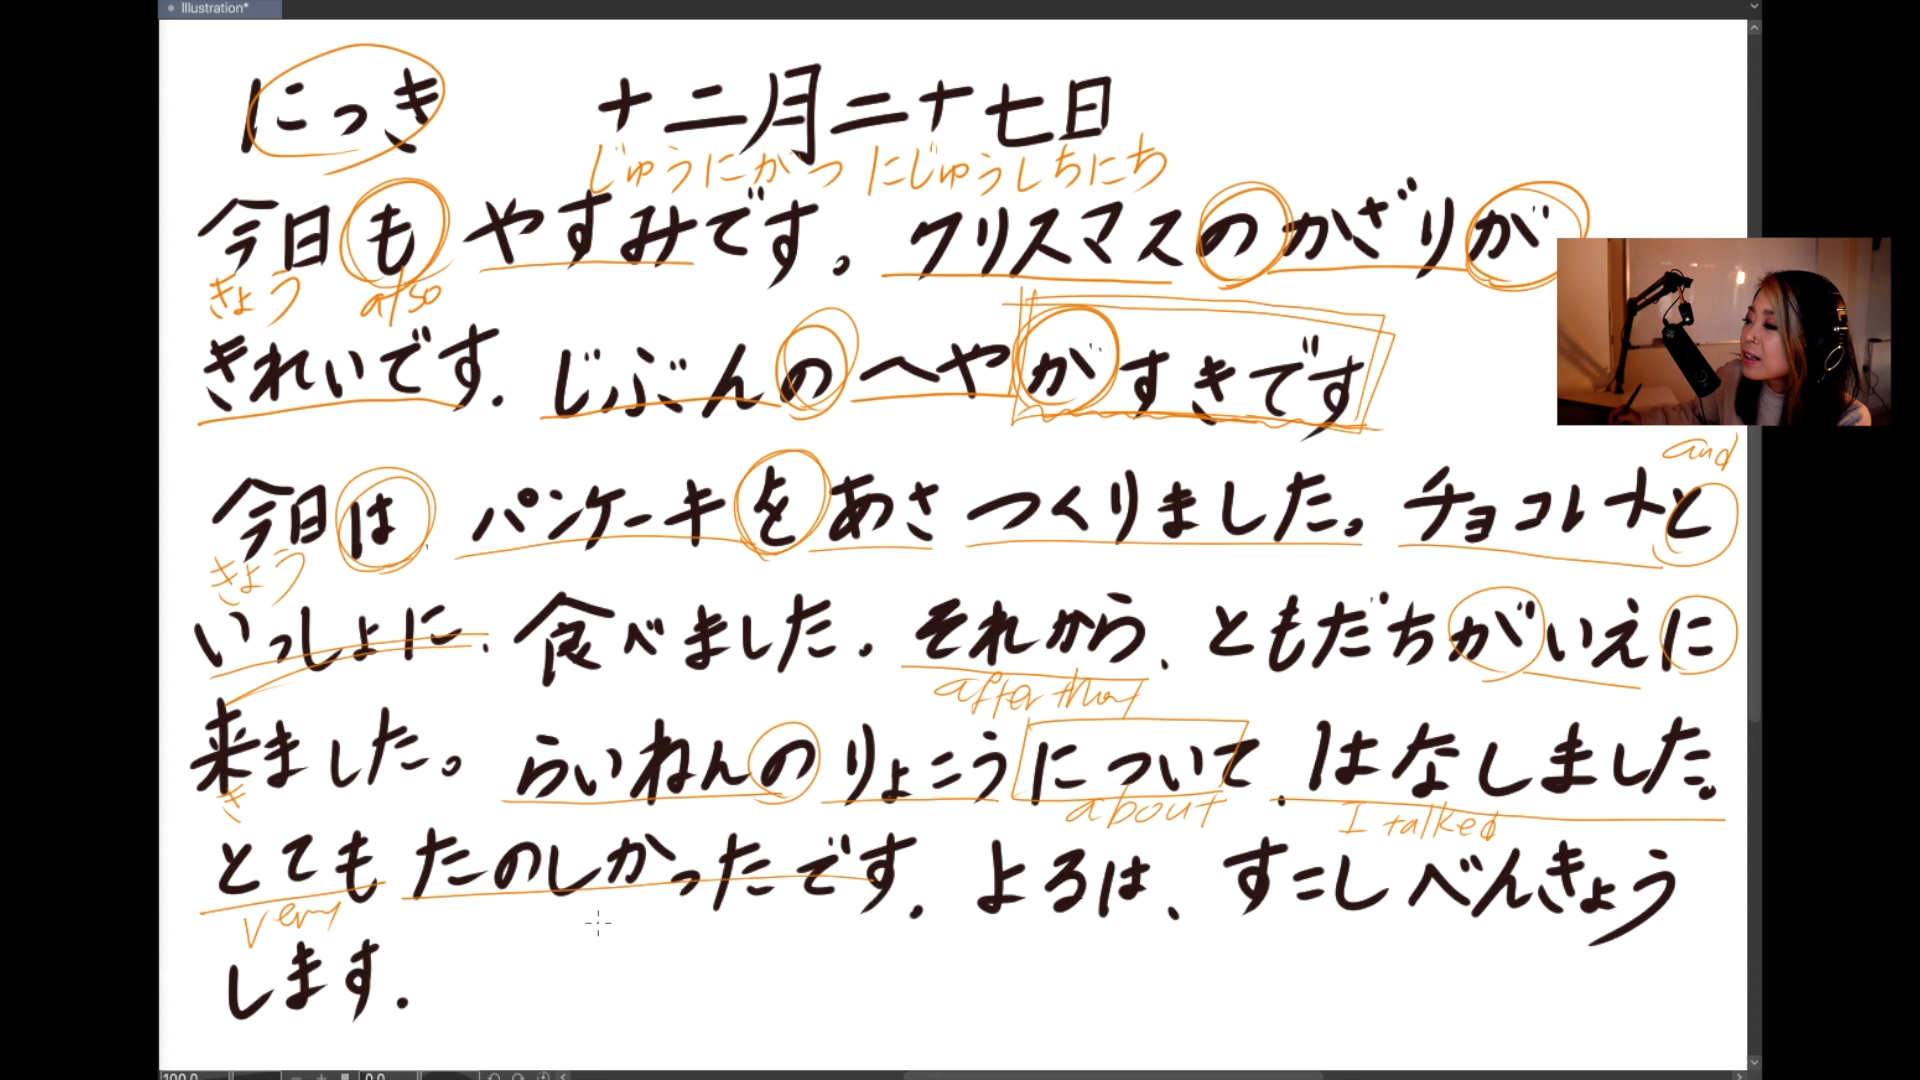 Illustration*
にっき 十二月二十七日
じゅうにがつ にじゅうしちにち
今日も やすみです。クリスマスのかざりが
きょう also
きれいです。じぶんのへやがすきです
and
今日は パンケーキをあさ つくりました。チョコレートと
きょう
いっしょに、食べました。それから、ともだちがいえに
after that
来ました。らいねんのりょこうについて、はなしました。
き about I talked
とても たのしかったです。よるは、すこしべんきょう
very
します。
100.0 0.0